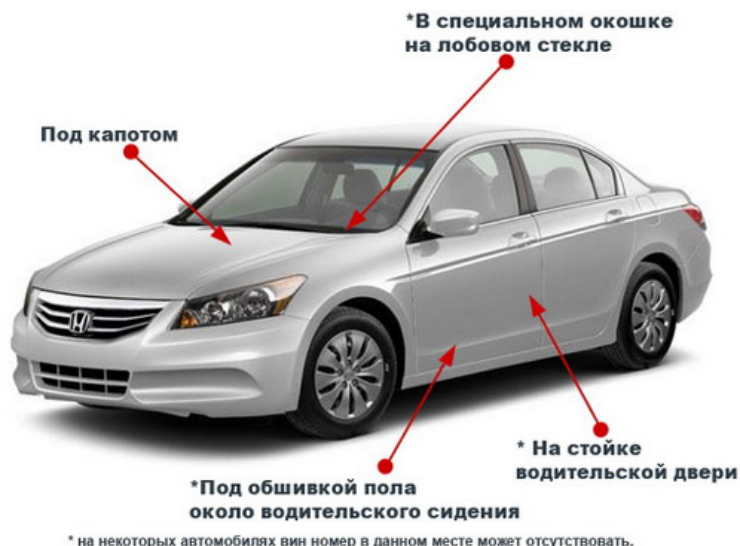 *В специальном окошке
на лобовом стекле
Под капотом
* На стойке
водительской двери
*Под обшивкой пола
около водительского сидения
* на некоторых автомобилях вин номер в данном месте может отсутствовать.